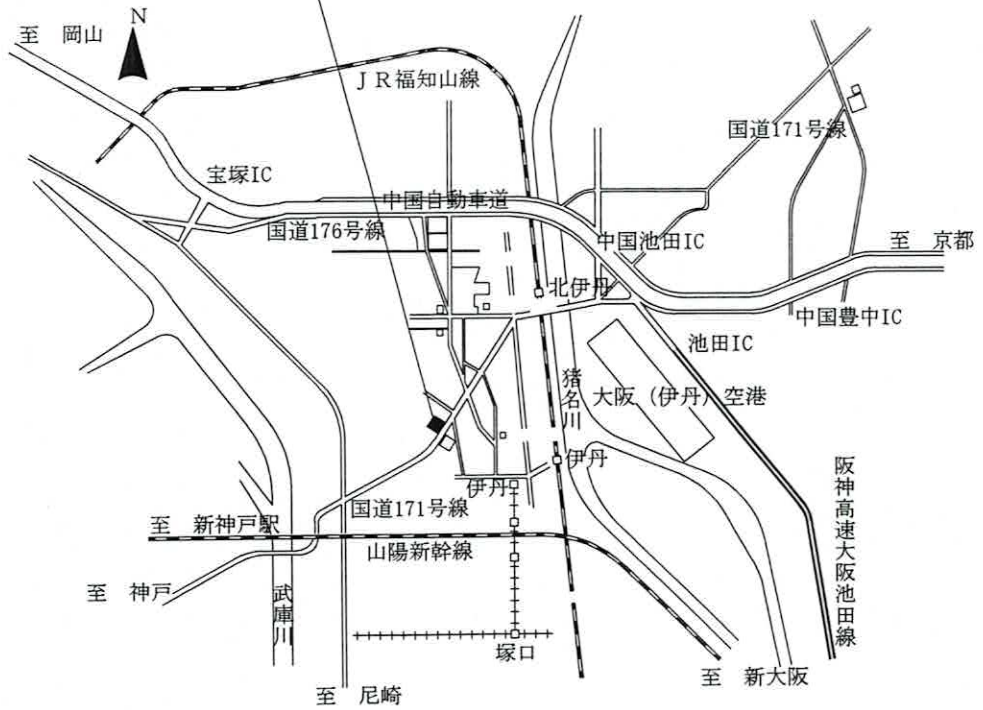 N
至　岡山
ＪＲ福知山線
国道171号線
宝塚IC
中国自動車道
国道176号線
中国池田IC
至　京都
北伊丹
中国豊中IC
池田IC
猪名川
大阪（伊丹）空港
伊丹
伊丹
阪神高速大阪池田線
国道171号線
至　新神戸駅
山陽新幹線
至　神戸
武庫川
塚口
至　新大阪
至　尼崎